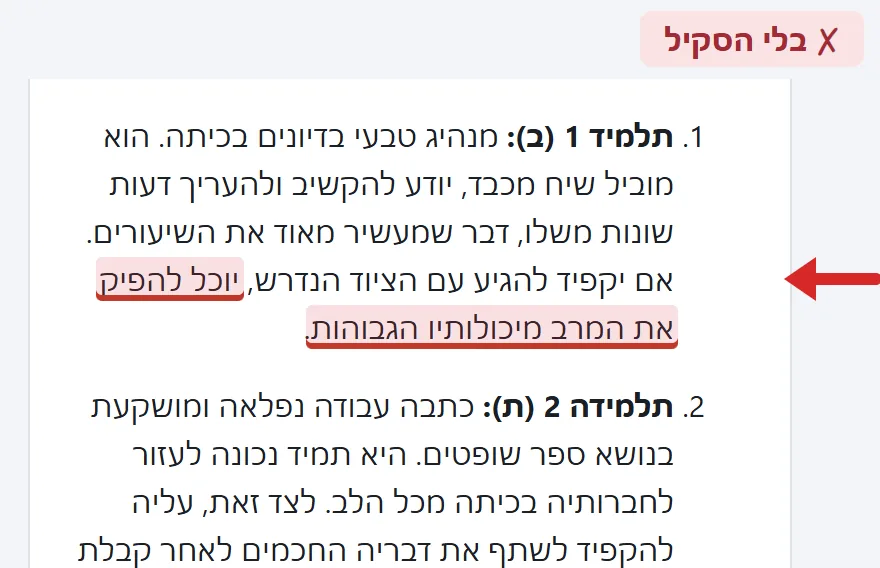 ✗ בלי הסקיל
1. תלמיד 1 (ב): מנהיג טבעי בדיונים בכיתה. הוא
מוביל שיח מכבד, יודע להקשיב ולהעריך דעות
שונות משלו, דבר שמעשיר מאוד את השיעורים.
אם יקפיד להגיע עם הציוד הנדרש, יוכל להפיק
את המרב מיכולותיו הגבוהות.
2. תלמידה 2 (ת): כתבה עבודה נפלאה ומושקעת
בנושא ספר שופטים. היא תמיד נכונה לעזור
לחברותיה בכיתה מכל הלב. לצד זאת, עליה
להקפיד לשתף את דבריה החכמים לאחר קבלת